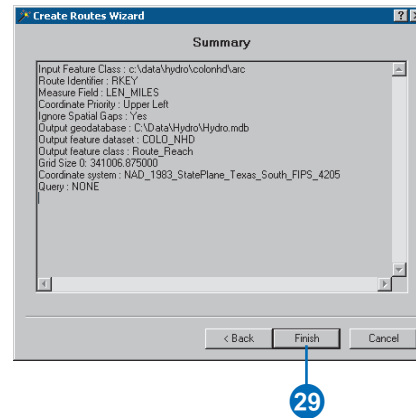 Create Routes Wizard
Summary
Input Feature Class : c:\data\hydro\colonhd\arc
Route Identifier : RKEY
Measure Field : LEN_MILES
Coordinate Priority : Upper Left
Ignore Spatial Gaps : Yes
Output geodatabase : C:\Data\Hydro\Hydro.mdb
Output feature dataset : COLO_NHD
Output feature class : Route_Reach
Grid Size 0: 341006.875000
Coordinate system : NAD_1983_StatePlane_Texas_South_FIPS_4205
Query : NONE
< Back Finish Cancel
29